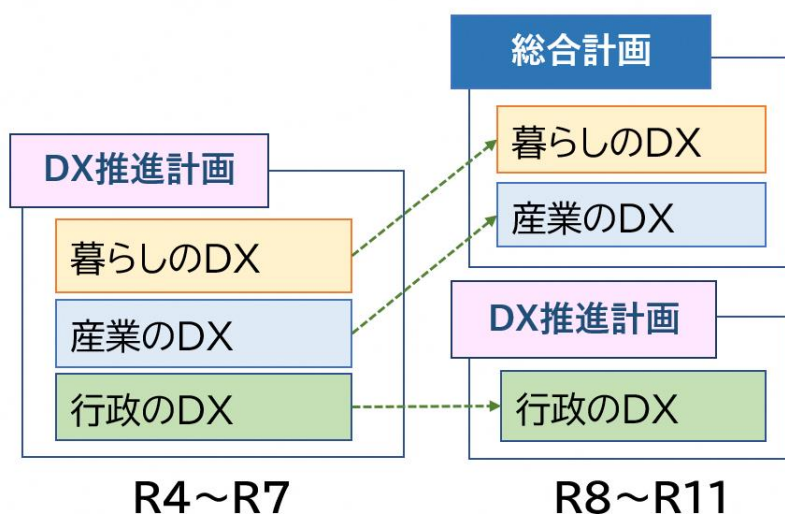 DX推進計画
暮らしのDX
産業のDX
行政のDX
R4～R7
総合計画
暮らしのDX
産業のDX
DX推進計画
行政のDX
R8～R11